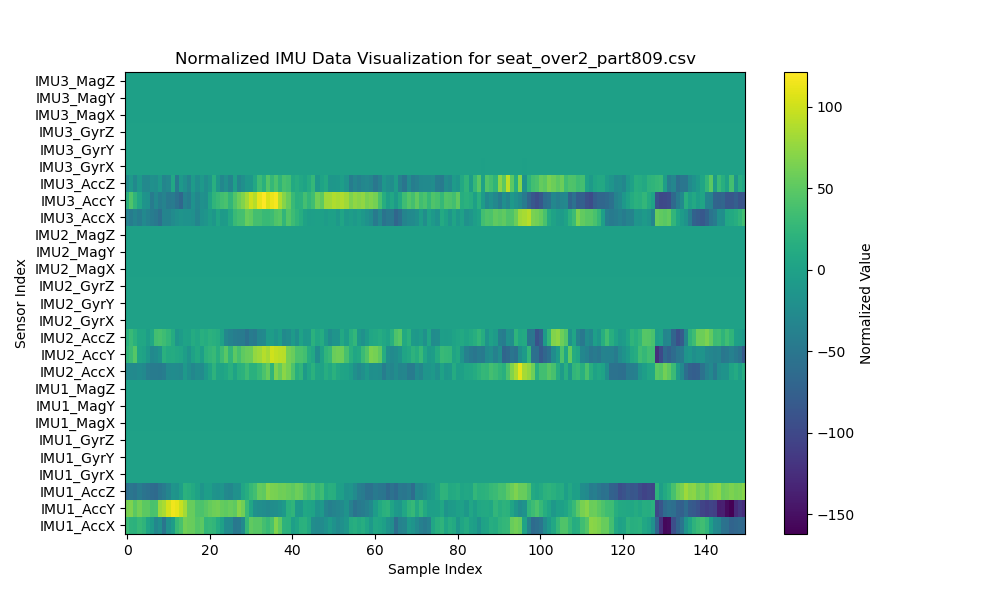 Normalized IMU Data Visualization for seat_over2_part809.csv
IMU3_MagZ
IMU3_MagY
IMU3_MagX
IMU3_GyrZ
IMU3_GyrY
IMU3_GyrX
IMU3_AccZ
IMU3_AccY
IMU3_AccX
IMU2_MagZ
IMU2_MagY
IMU2_MagX
IMU2_GyrZ
IMU2_GyrY
IMU2_GyrX
IMU2_AccZ
IMU2_AccY
IMU2_AccX
IMU1_MagZ
IMU1_MagY
IMU1_MagX
IMU1_GyrZ
IMU1_GyrY
IMU1_GyrX
IMU1_AccZ
IMU1_AccY
IMU1_AccX
Sensor Index
0 20 40 60 80 100 120 140
Sample Index
100
50
0
−50
−100
−150
Normalized Value